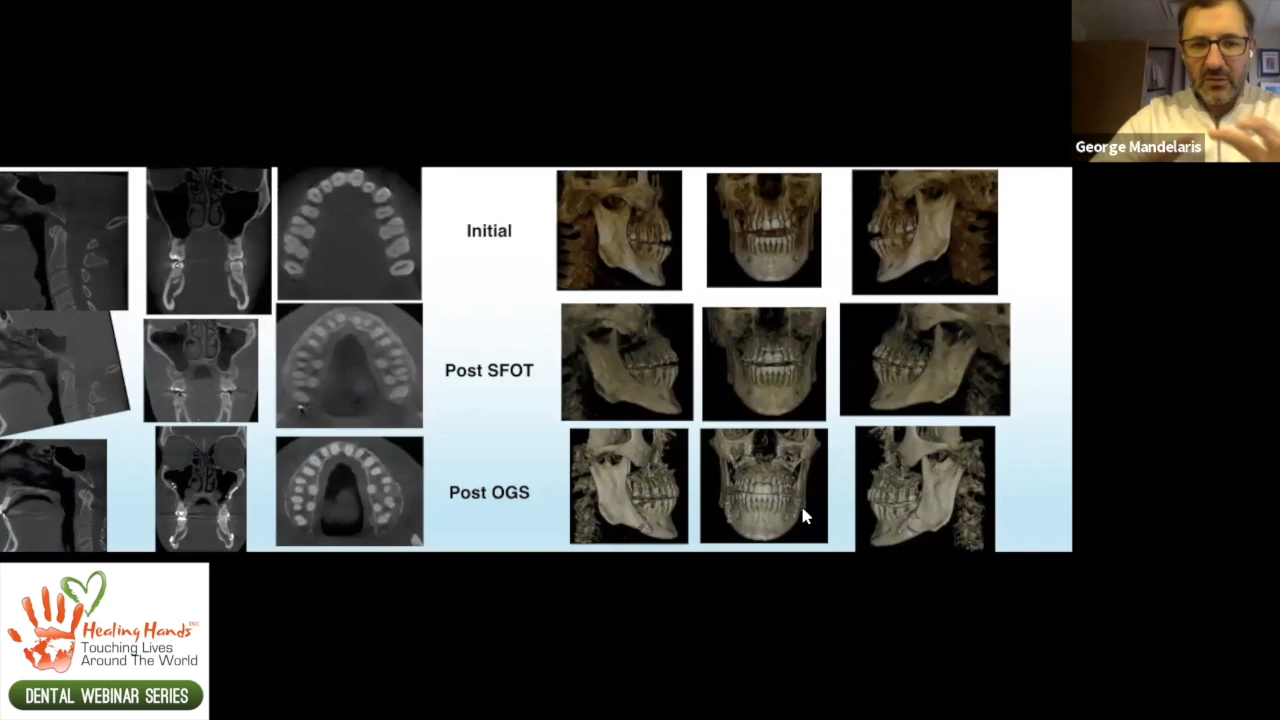 George Mandelaris
Initial
Post SFOT
Post OGS
Healing Hands INC
Touching Lives
Around The World
DENTAL WEBINAR SERIES